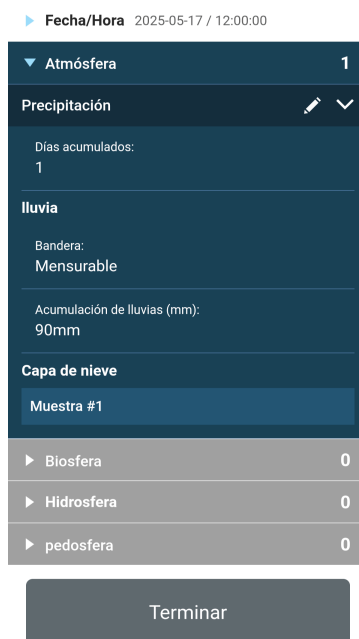 Fecha/Hora 2025-05-17 / 12:00:00
Atmósfera 1
Precipitación
Días acumulados:
1
lluvia
Bandera:
Mensurable
Acumulación de lluvias (mm):
90mm
Capa de nieve
Muestra #1
Biosfera 0
Hidrosfera 0
pedosfera 0
Terminar